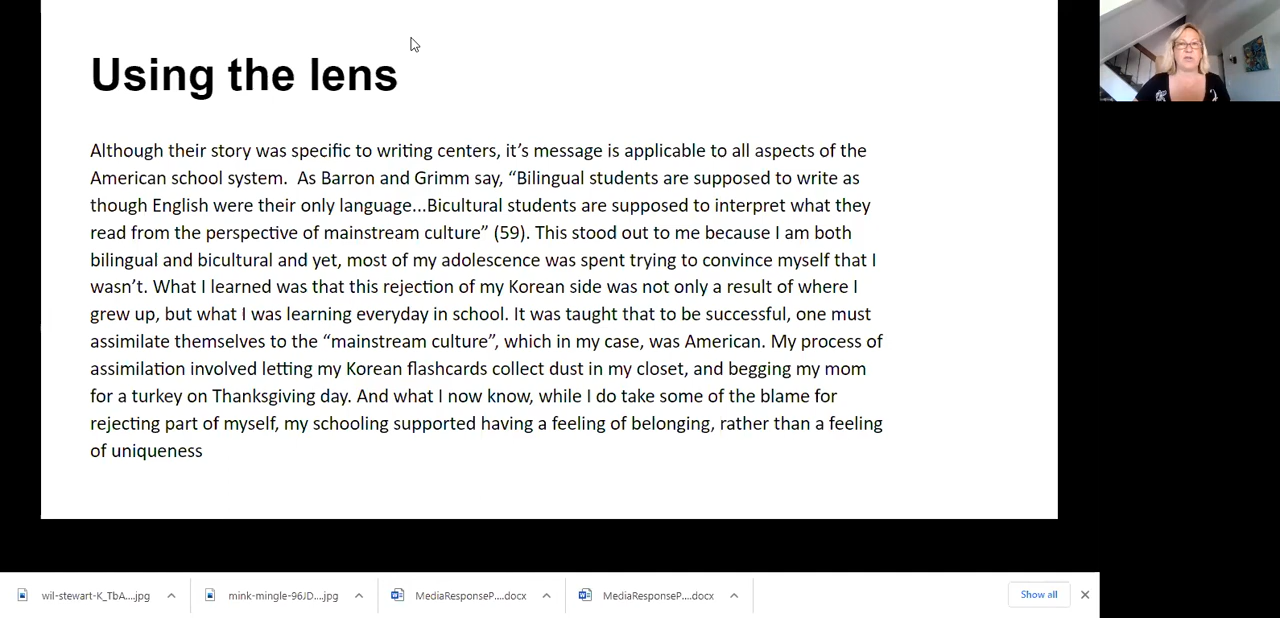 Using the lens
Although their story was specific to writing centers, it’s message is applicable to all aspects of the
American school system.  As Barron and Grimm say, “Bilingual students are supposed to write as
though English were their only language...Bicultural students are supposed to interpret what they
read from the perspective of mainstream culture” (59). This stood out to me because I am both
bilingual and bicultural and yet, most of my adolescence was spent trying to convince myself that I
wasn’t. What I learned was that this rejection of my Korean side was not only a result of where I
grew up, but what I was learning everyday in school. It was taught that to be successful, one must
assimilate themselves to the “mainstream culture”, which in my case, was American. My process of
assimilation involved letting my Korean flashcards collect dust in my closet, and begging my mom
for a turkey on Thanksgiving day. And what I now know, while I do take some of the blame for
rejecting part of myself, my schooling supported having a feeling of belonging, rather than a feeling
of uniqueness
wil-stewart-K_TbA....jpg
mink-mingle-96JD....jpg
MediaResponseP....docx
MediaResponseP....docx
Show all